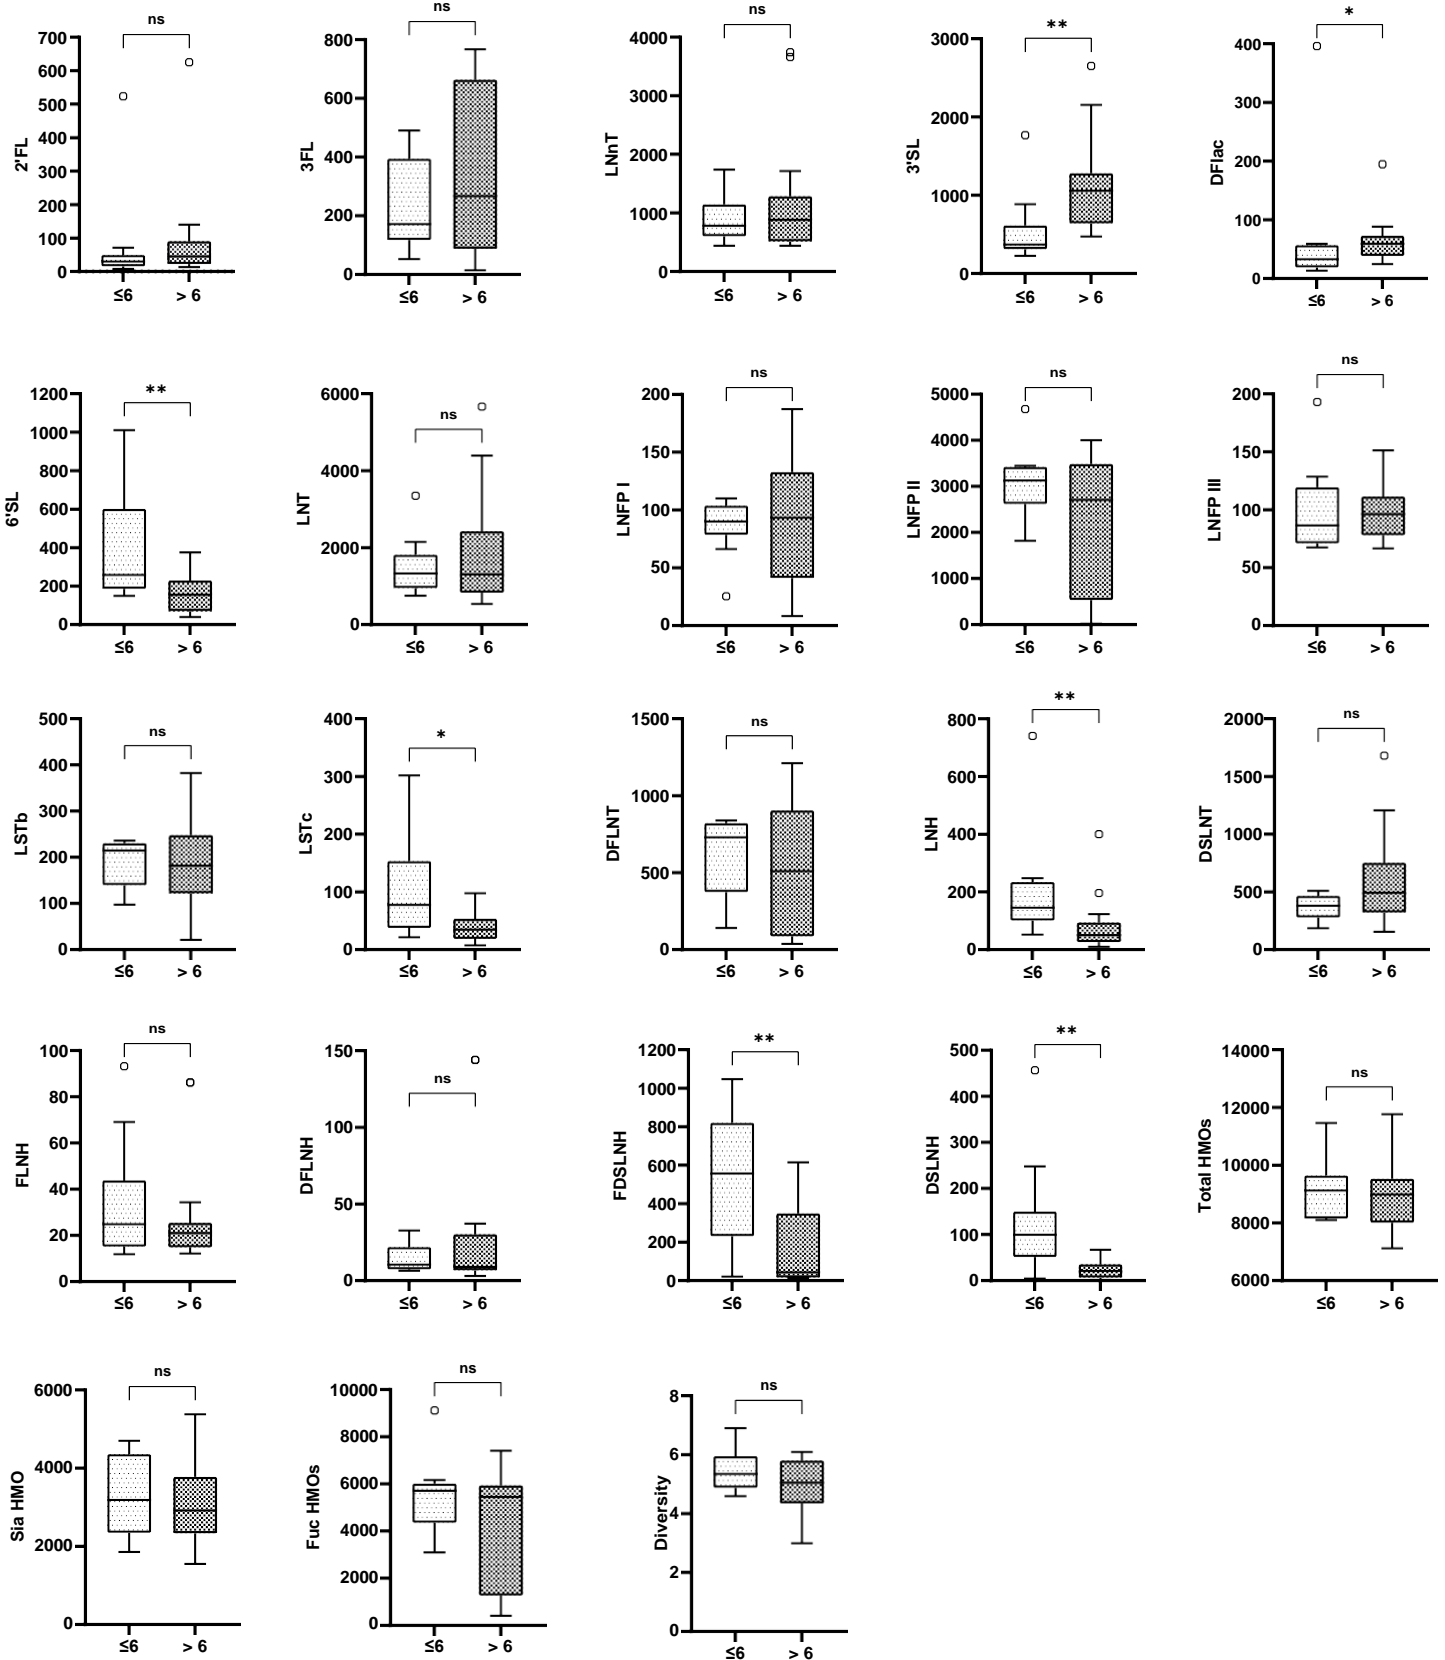 ns
2'FL
700
600
500
400
300
200
100
0
≤6 > 6
ns
3FL
800
600
400
200
0
≤6 > 6
ns
LNnT
4000
3000
2000
1000
0
≤6 > 6
**
3'SL
3000
2000
1000
0
≤6 > 6
*
DFlac
400
300
200
100
0
≤6 > 6
**
6'SL
1200
1000
800
600
400
200
0
≤6 > 6
ns
LNT
6000
4000
2000
0
≤6 > 6
ns
LNFP I
200
150
100
50
0
≤6 > 6
ns
LNFP II
5000
4000
3000
2000
1000
0
≤6 > 6
ns
LNFP III
200
150
100
50
0
≤6 > 6
ns
LSTb
500
400
300
200
100
0
≤6 > 6
*
LSTc
400
300
200
100
0
≤6 > 6
ns
DFLNT
1500
1000
500
0
≤6 > 6
**
LNH
800
600
400
200
0
≤6 > 6
ns
DSLNT
2000
1500
1000
500
0
≤6 > 6
ns
FLNH
100
80
60
40
20
0
≤6 > 6
ns
DFLNH
150
100
50
0
≤6 > 6
**
FDSLNH
1200
1000
800
600
400
200
0
≤6 > 6
**
DSLNH
500
400
300
200
100
0
≤6 > 6
ns
Total HMOs
14000
12000
10000
8000
6000
≤6 > 6
ns
Sia HMO
6000
4000
2000
0
≤6 > 6
ns
Fuc HMOs
10000
8000
6000
4000
2000
0
≤6 > 6
ns
Diversity
8
6
4
2
0
≤6 > 6